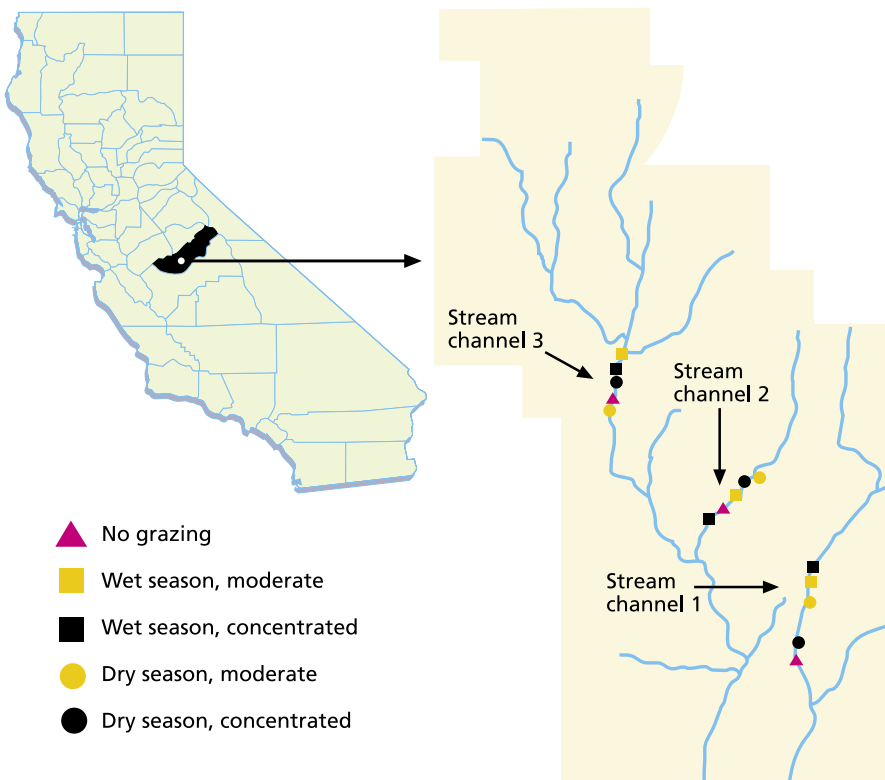 Stream
channel 3
Stream
channel 2
Stream
channel 1
No grazing
Wet season, moderate
Wet season, concentrated
Dry season, moderate
Dry season, concentrated